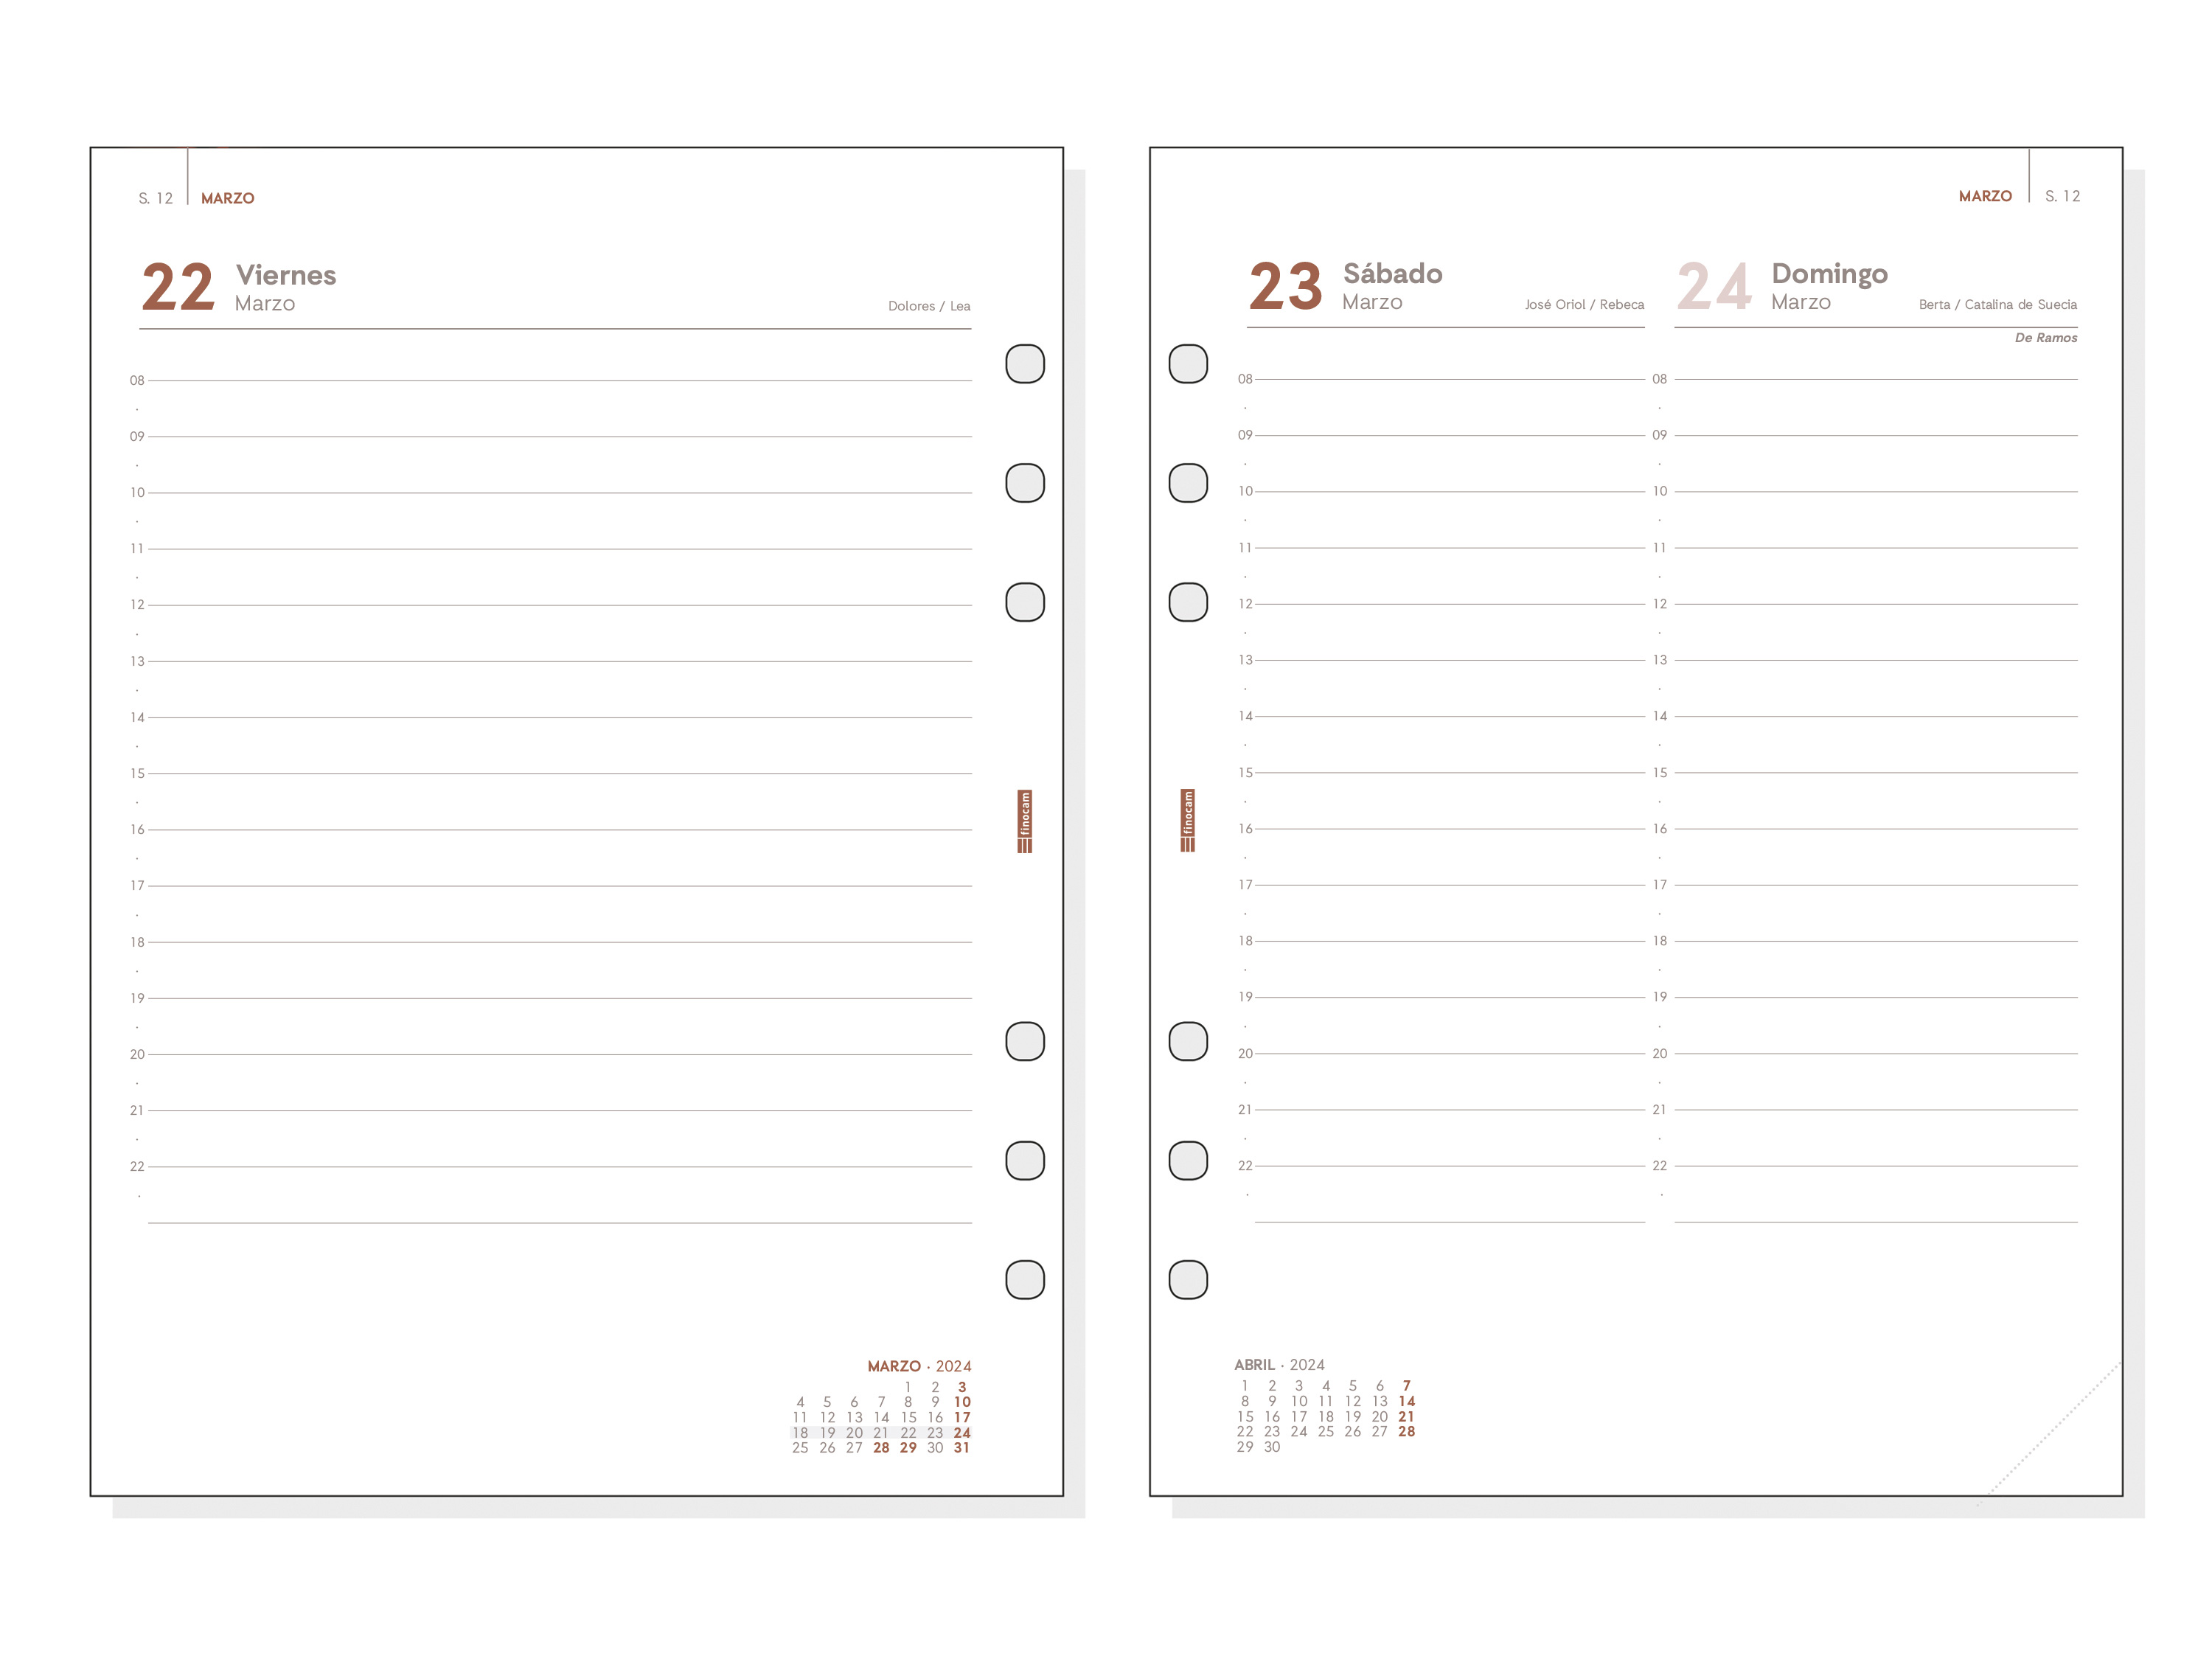 S. 12 MARZO
22 Viernes
Marzo
Dolores / Lea
08
09
10
11
12
13
14
15
16
17
18
19
20
21
22
finocam
MARZO · 2024
1 2 3
4 5 6 7 8 9 10
11 12 13 14 15 16 17
18 19 20 21 22 23 24
25 26 27 28 29 30 31
MARZO S. 12
23 Sábado
Marzo
José Oriol / Rebeca
24 Domingo
Marzo
Berta / Catalina de Suecia
De Ramos
08 08
09 09
10 10
11 11
12 12
13 13
14 14
15 15
16 16
17 17
18 18
19 19
20 20
21 21
22 22
finocam
ABRIL · 2024
1 2 3 4 5 6 7
8 9 10 11 12 13 14
15 16 17 18 19 20 21
22 23 24 25 26 27 28
29 30